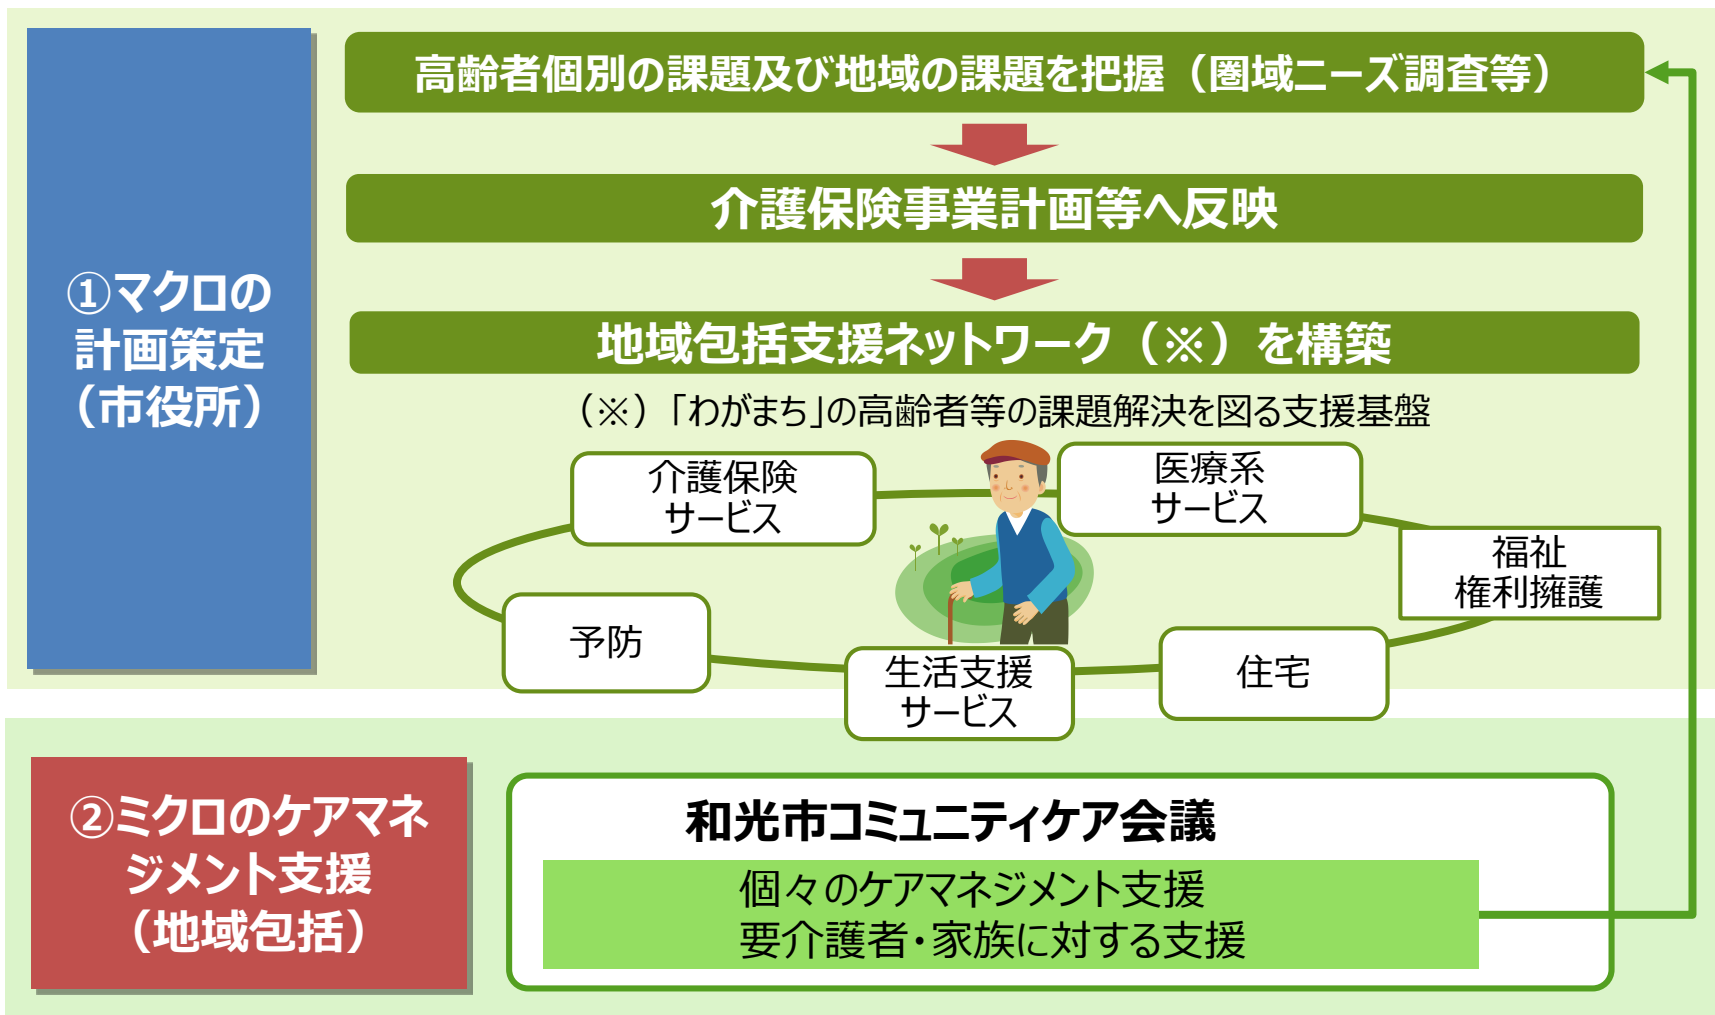 ①マクロの
計画策定
（市役所）
高齢者個別の課題及び地域の課題を把握（圏域ニーズ調査等）
介護保険事業計画等へ反映
地域包括支援ネットワーク（※）を構築
（※）「わがまち」の高齢者等の課題解決を図る支援基盤
介護保険
サービス
医療系
サービス
福祉
権利擁護
予防
生活支援
サービス
住宅
②ミクロのケアマネ
ジメント支援
（地域包括）
和光市コミュニティケア会議
個々のケアマネジメント支援
要介護者・家族に対する支援